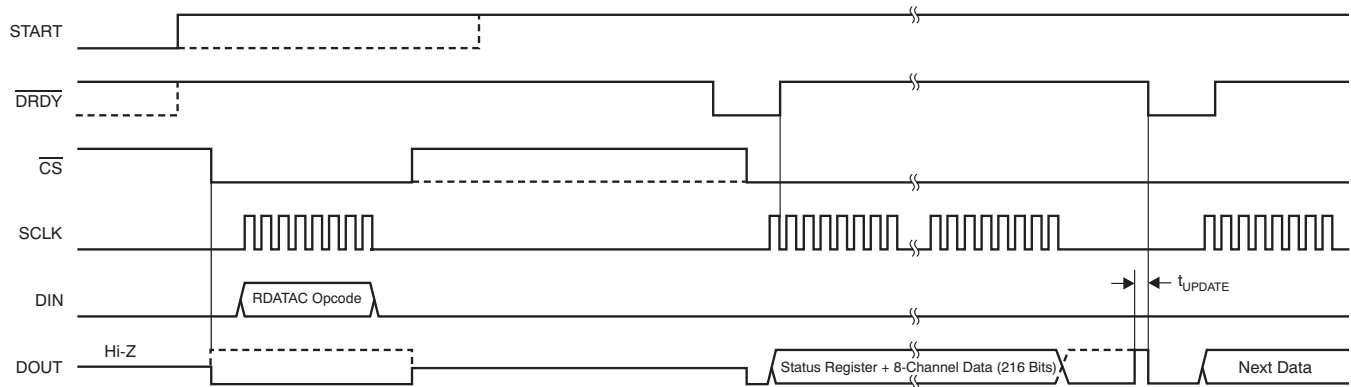 START
DRDY
CS
SCLK
DIN
RDATAC Opcode
tUPDATE
DOUT
Hi-Z
Status Register + 8-Channel Data (216 Bits)
Next Data